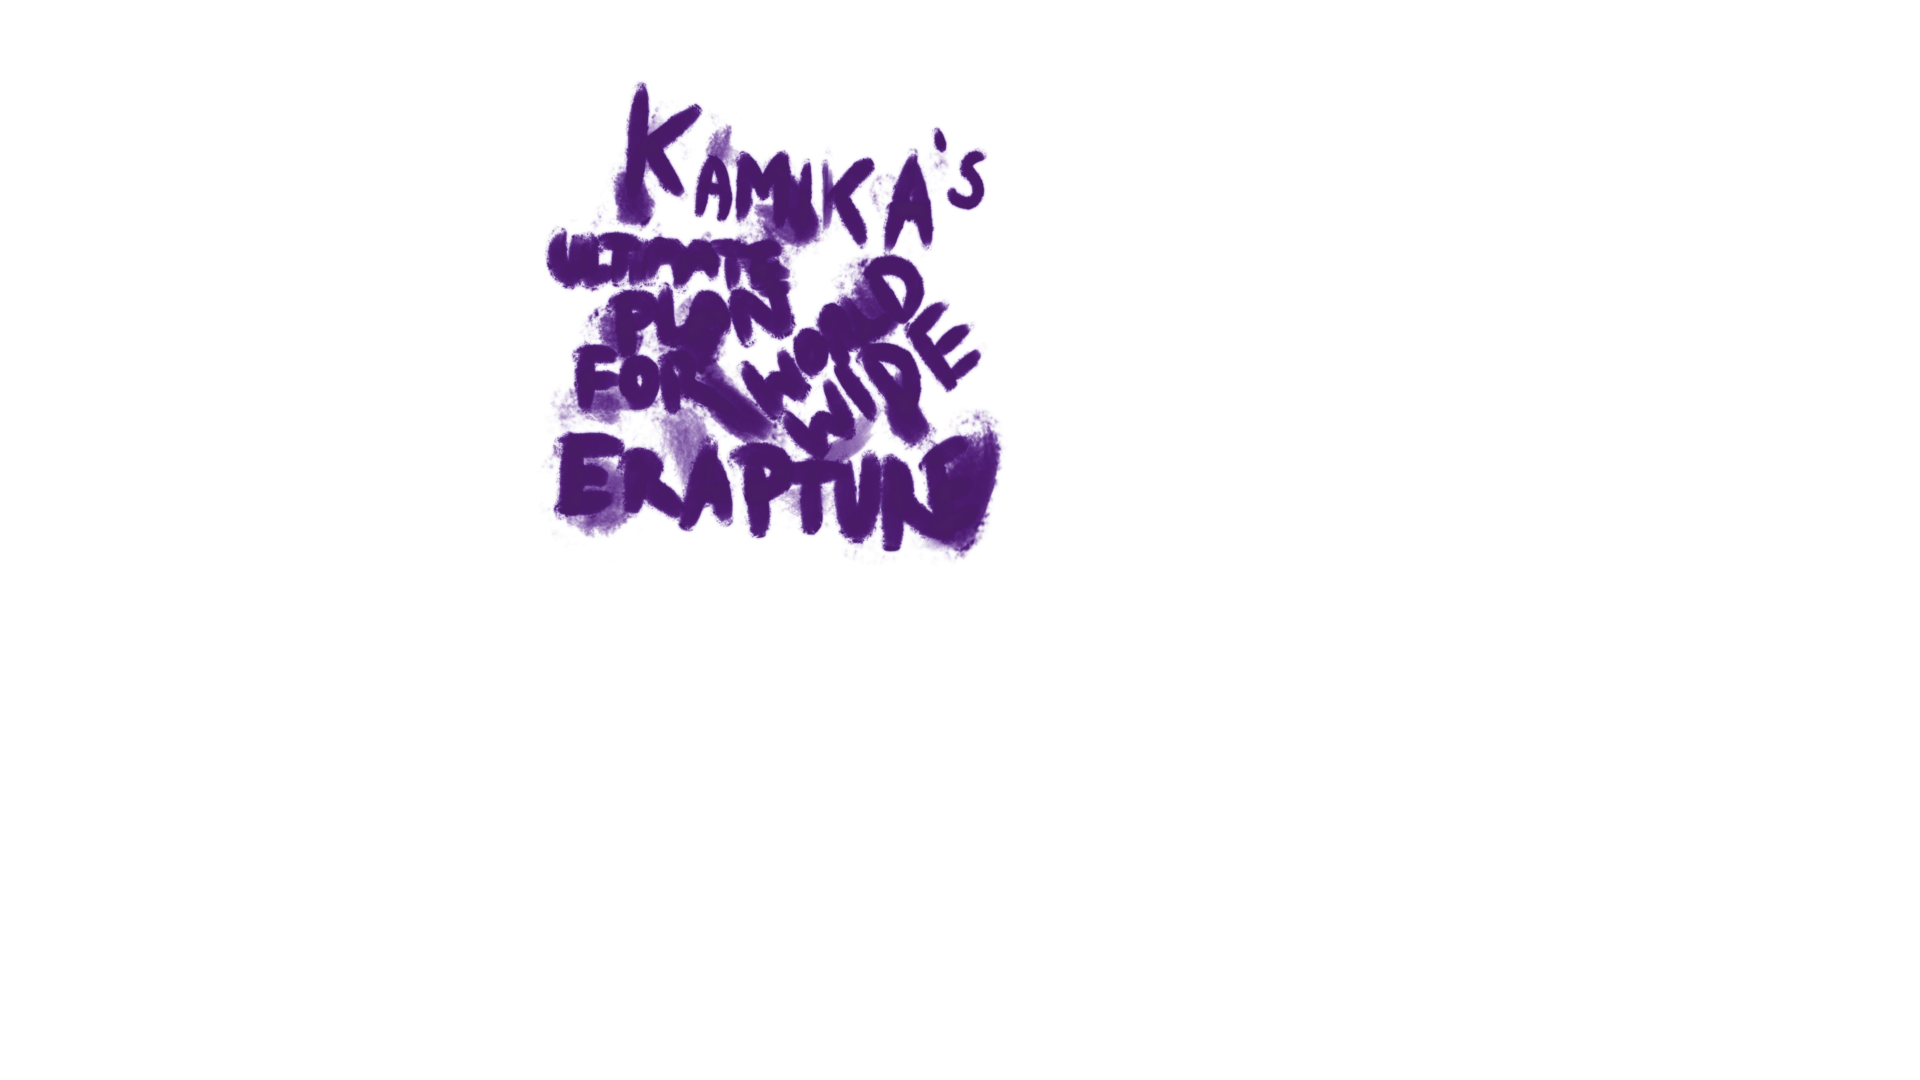 KAMIKA'S
ULTIMATE
PLAN
FOR WORLD
WIDE
ERAPTURE